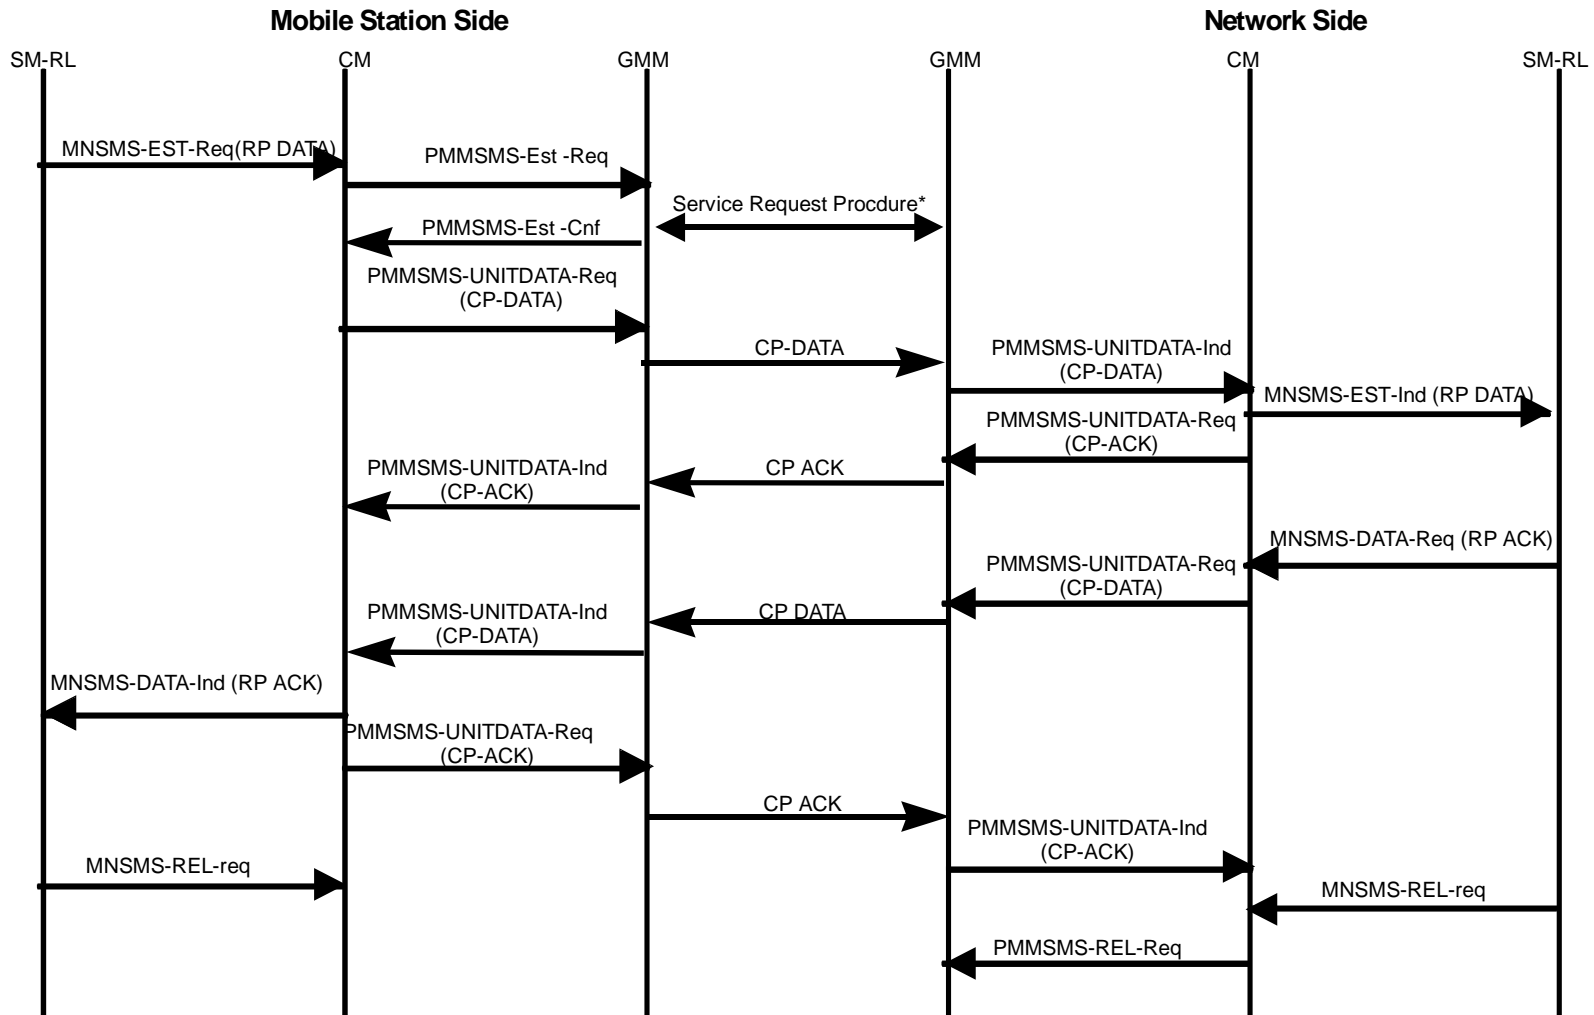 Mobile Station Side
Network Side
SM-RL
CM
GMM
GMM
CM
SM-RL
MNSMS-EST-Req(RP DATA)
PMMSMS-Est -Req
Service Request Procdure*
PMMSMS-Est -Cnf
PMMSMS-UNITDATA-Req
(CP-DATA)
CP-DATA
PMMSMS-UNITDATA-Ind
(CP-DATA)
MNSMS-EST-Ind (RP DATA)
PMMSMS-UNITDATA-Req
(CP-ACK)
CP ACK
PMMSMS-UNITDATA-Ind
(CP-ACK)
MNSMS-DATA-Req (RP ACK)
PMMSMS-UNITDATA-Req
(CP-DATA)
CP DATA
PMMSMS-UNITDATA-Ind
(CP-DATA)
MNSMS-DATA-Ind (RP ACK)
PMMSMS-UNITDATA-Req
(CP-ACK)
CP ACK
PMMSMS-UNITDATA-Ind
(CP-ACK)
MNSMS-REL-req
MNSMS-REL-req
PMMSMS-REL-Req